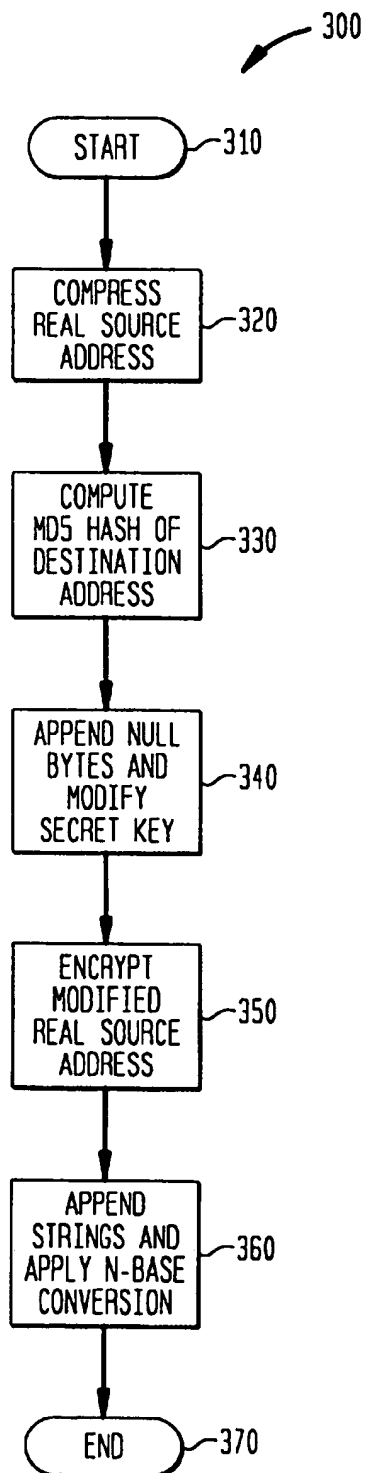 300
START
310
COMPRESS
REAL SOURCE
ADDRESS
320
COMPUTE
MD5 HASH OF
DESTINATION
ADDRESS
330
APPEND NULL
BYTES AND
MODIFY
SECRET KEY
340
ENCRYPT
MODIFIED
REAL SOURCE
ADDRESS
350
APPEND
STRINGS AND
APPLY N-BASE
CONVERSION
360
END
370